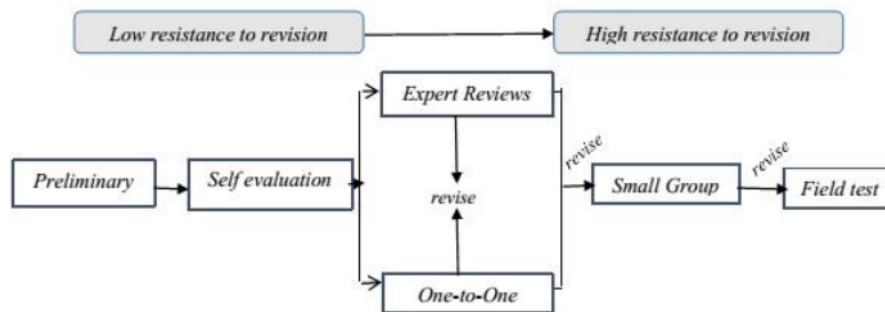 Low resistance to revision
High resistance to revision
Expert Reviews
Preliminary
Self evaluation
revise
revise
Small Group
revise
Field test
One-to-One